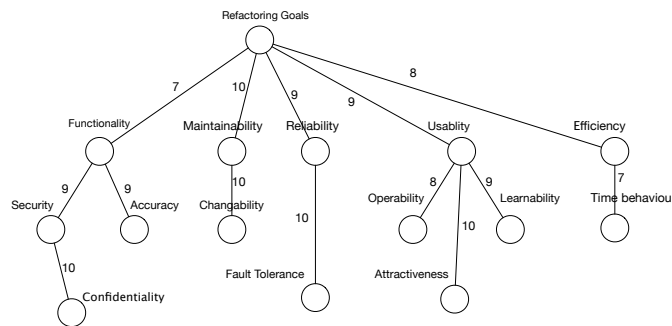 Refactoring Goals
7
10
9
9
8
Functionality
Maintainability
Reliability
Usablity
Efficiency
9
9
10
8
9
7
Security
Accuracy
Changability
Operability
Learnability
Time behaviou
10
10
10
Fault Tolerance
Attractiveness
Confidentiality